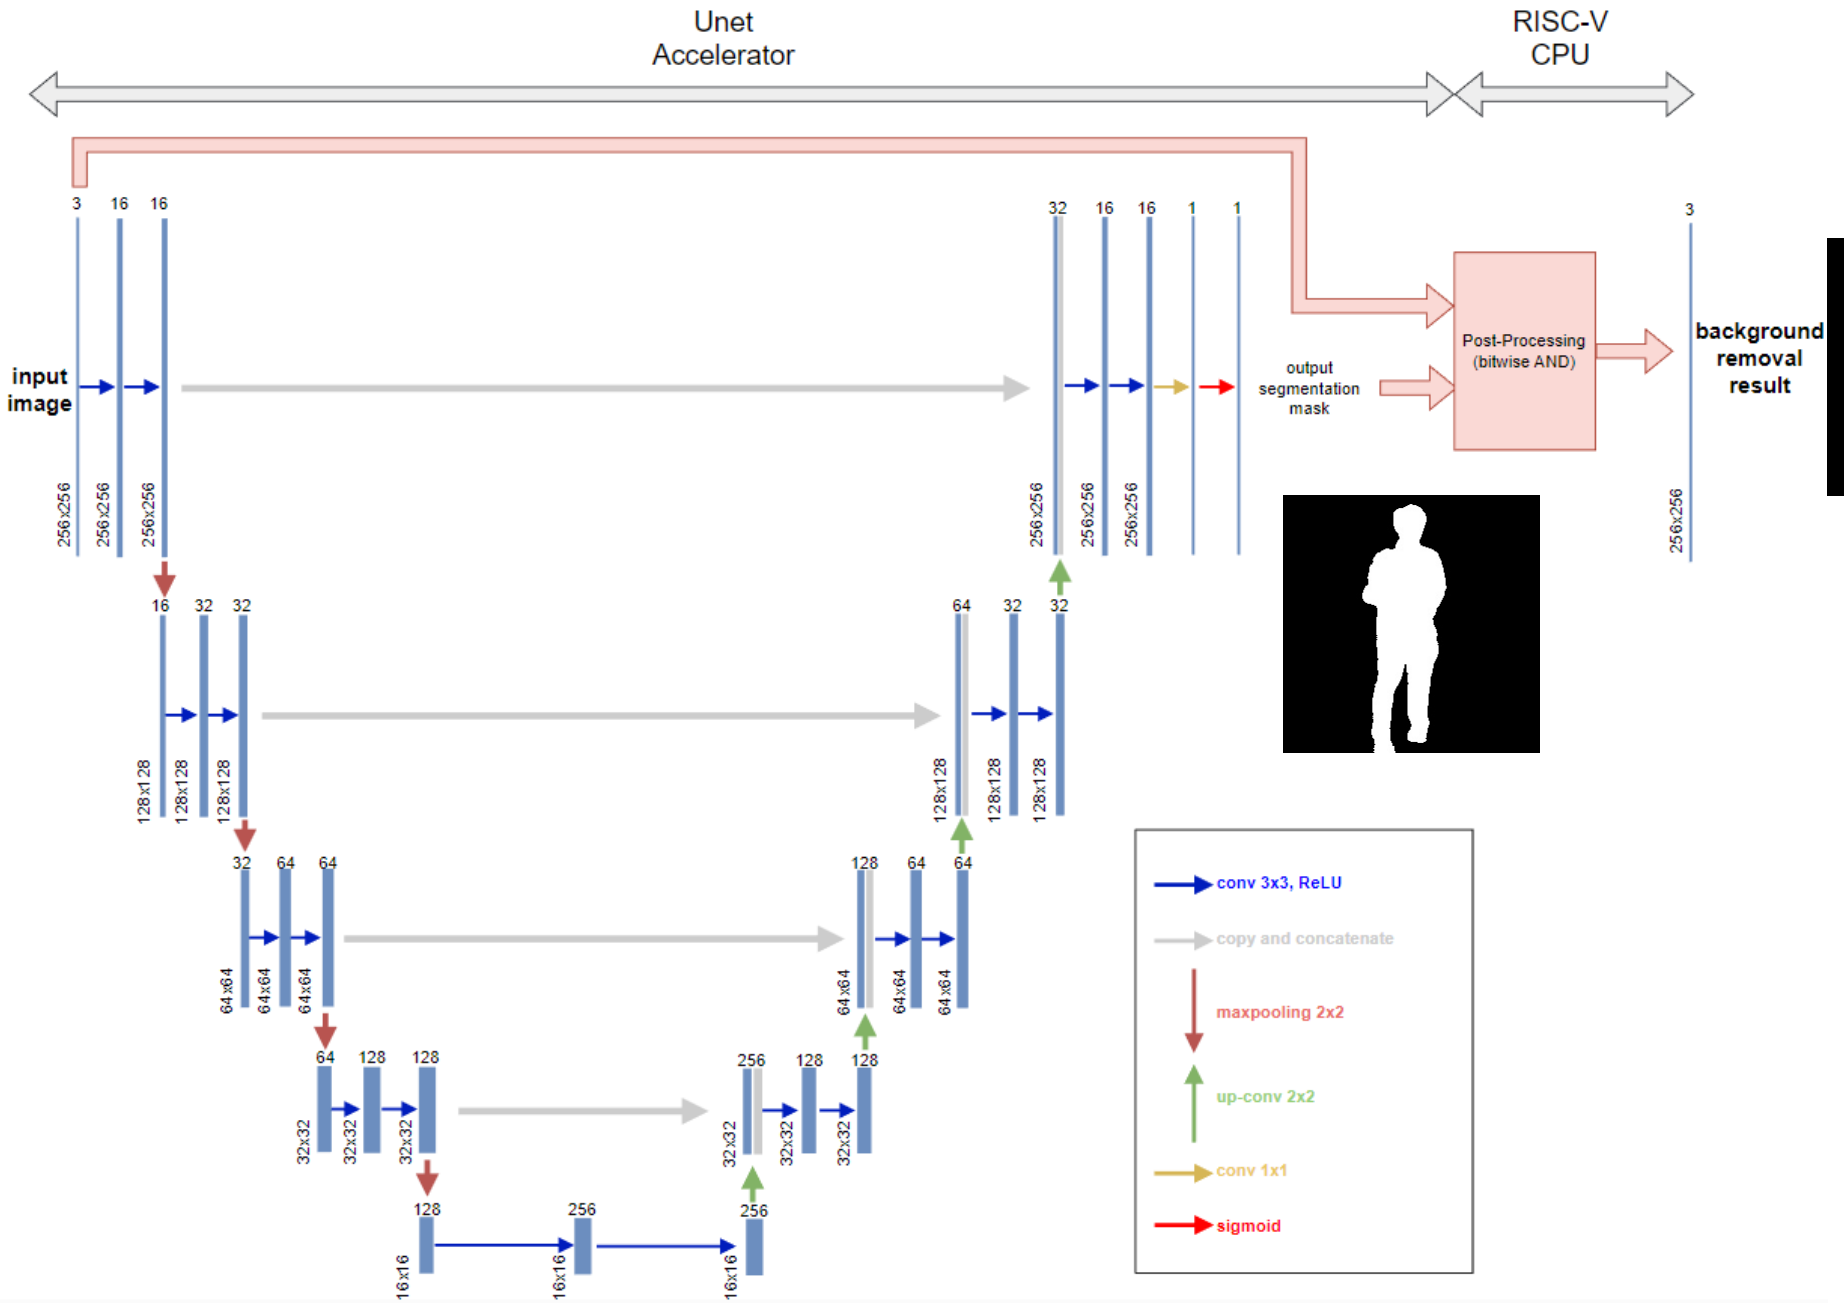 Unet
Accelerator
RISC-V
CPU
3
16
16
32
16
16
1
1
3
input
image
256x256
256x256
256x256
256x256
256x256
256x256
output
segmentation
mask
Post-Processing
(bitwise AND)
background
removal
result
256x256
16
32
32
64
32
32
128x128
128x128
128x128
128x128
128x128
128x128
32
64
64
128
64
64
64x64
64x64
64x64
64x64
64x64
64x64
64
128
128
256
128
128
32x32
32x32
32x32
32x32
32x32
32x32
128
256
256
16x16
16x16
16x16
conv 3x3, ReLU
copy and concatenate
maxpooling 2x2
up-conv 2x2
conv 1x1
sigmoid